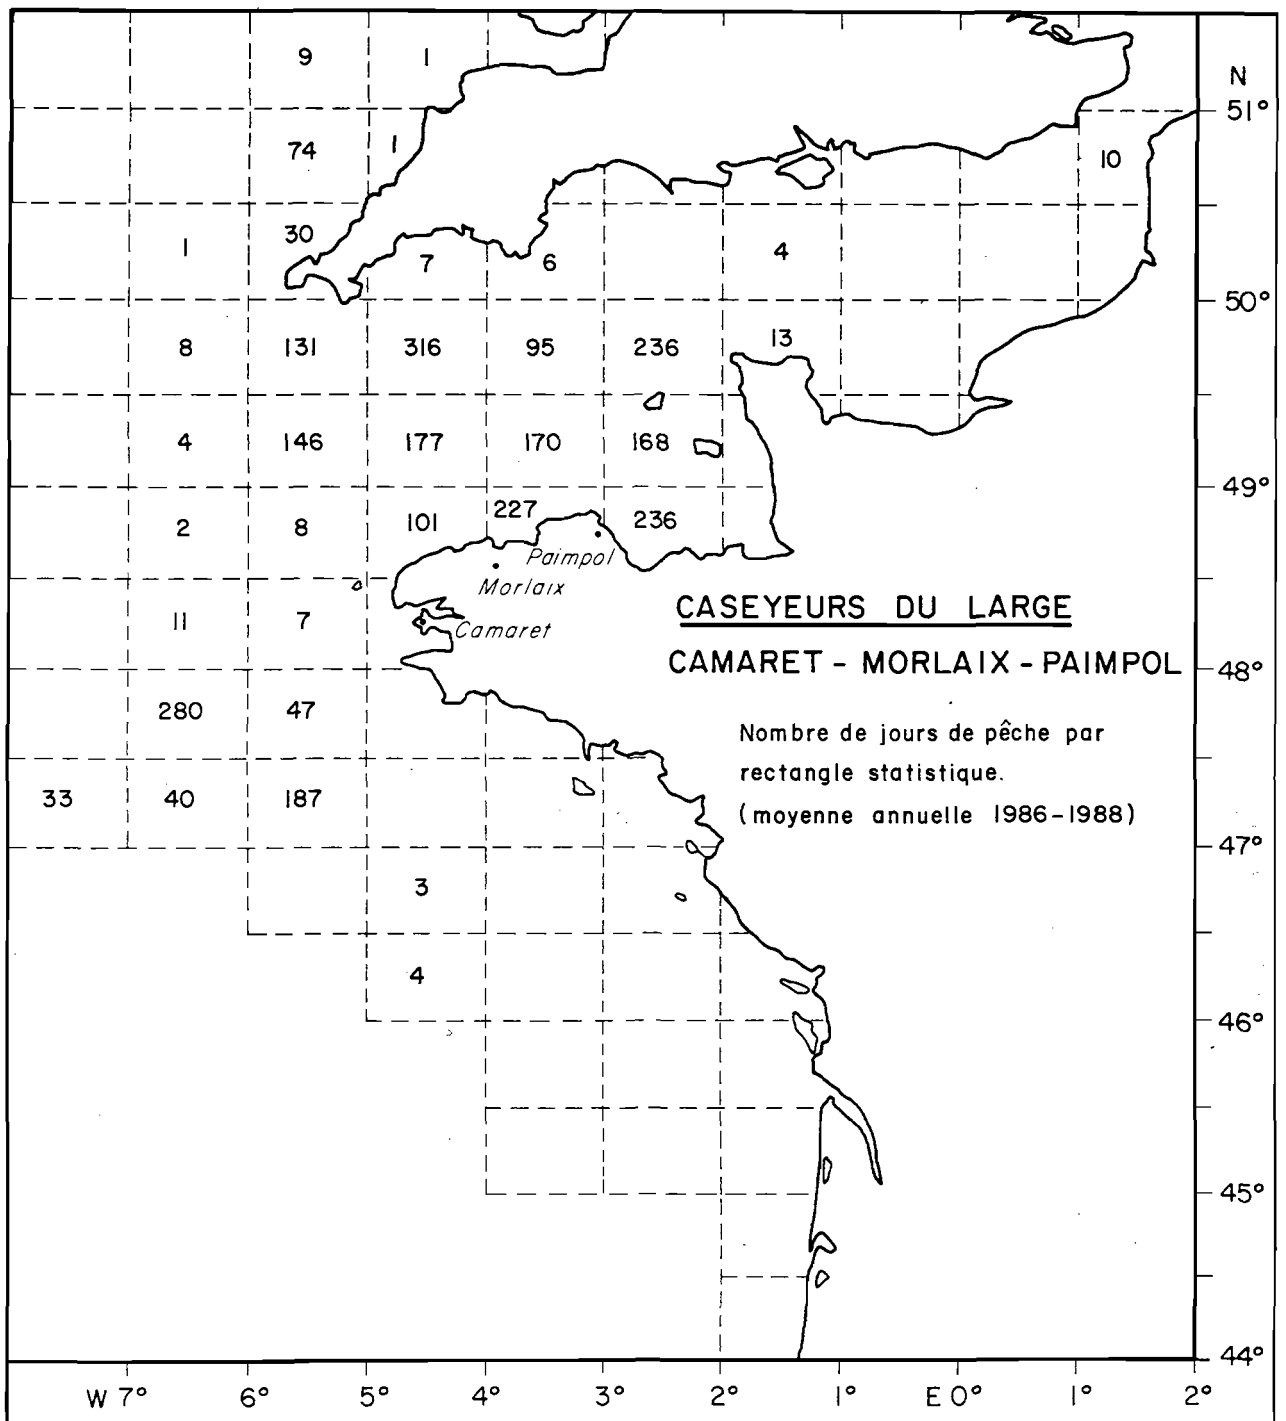 9 1
N
51°
74 1 10
1 30 7 6 4
50°
8 131 316 95 236 13
4 146 177 170 168
49°
2 8 101 227 236
Paimpol
Morlaix
CASEYEURS DU LARGE
11 7 Camaret
CAMARET - MORLAIX - PAIMPOL
48°
280 47
Nombre de jours de pêche par
rectangle statistique.
33 40 187
(moyenne annuelle 1986-1988)
47°
3
4
46°
45°
44°
W 7° 6° 5° 4° 3° 2° 1° E 0° 1° 2°